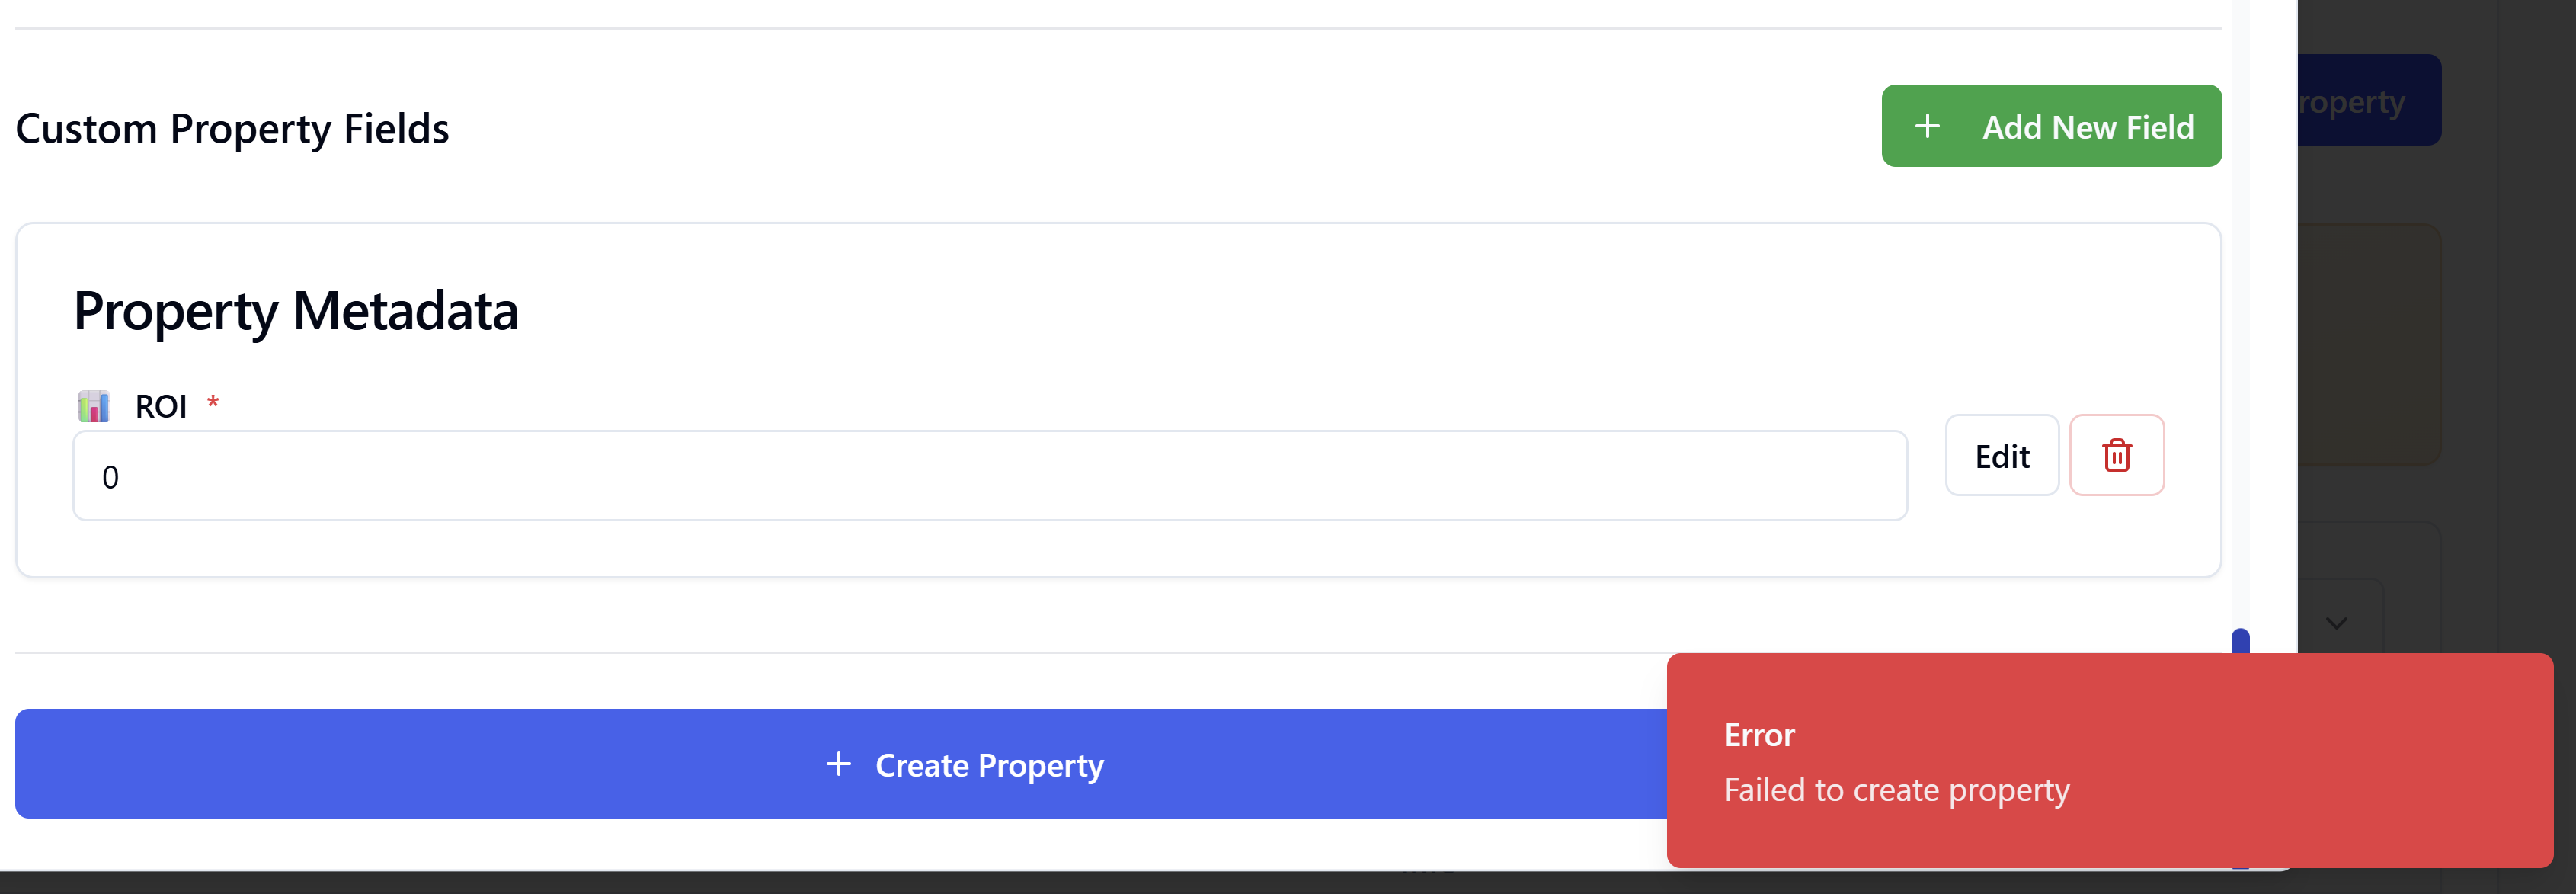 roperty
Custom Property Fields
+ Add New Field
Property Metadata
ROI *
0
Edit
+ Create Property
Error
Failed to create property